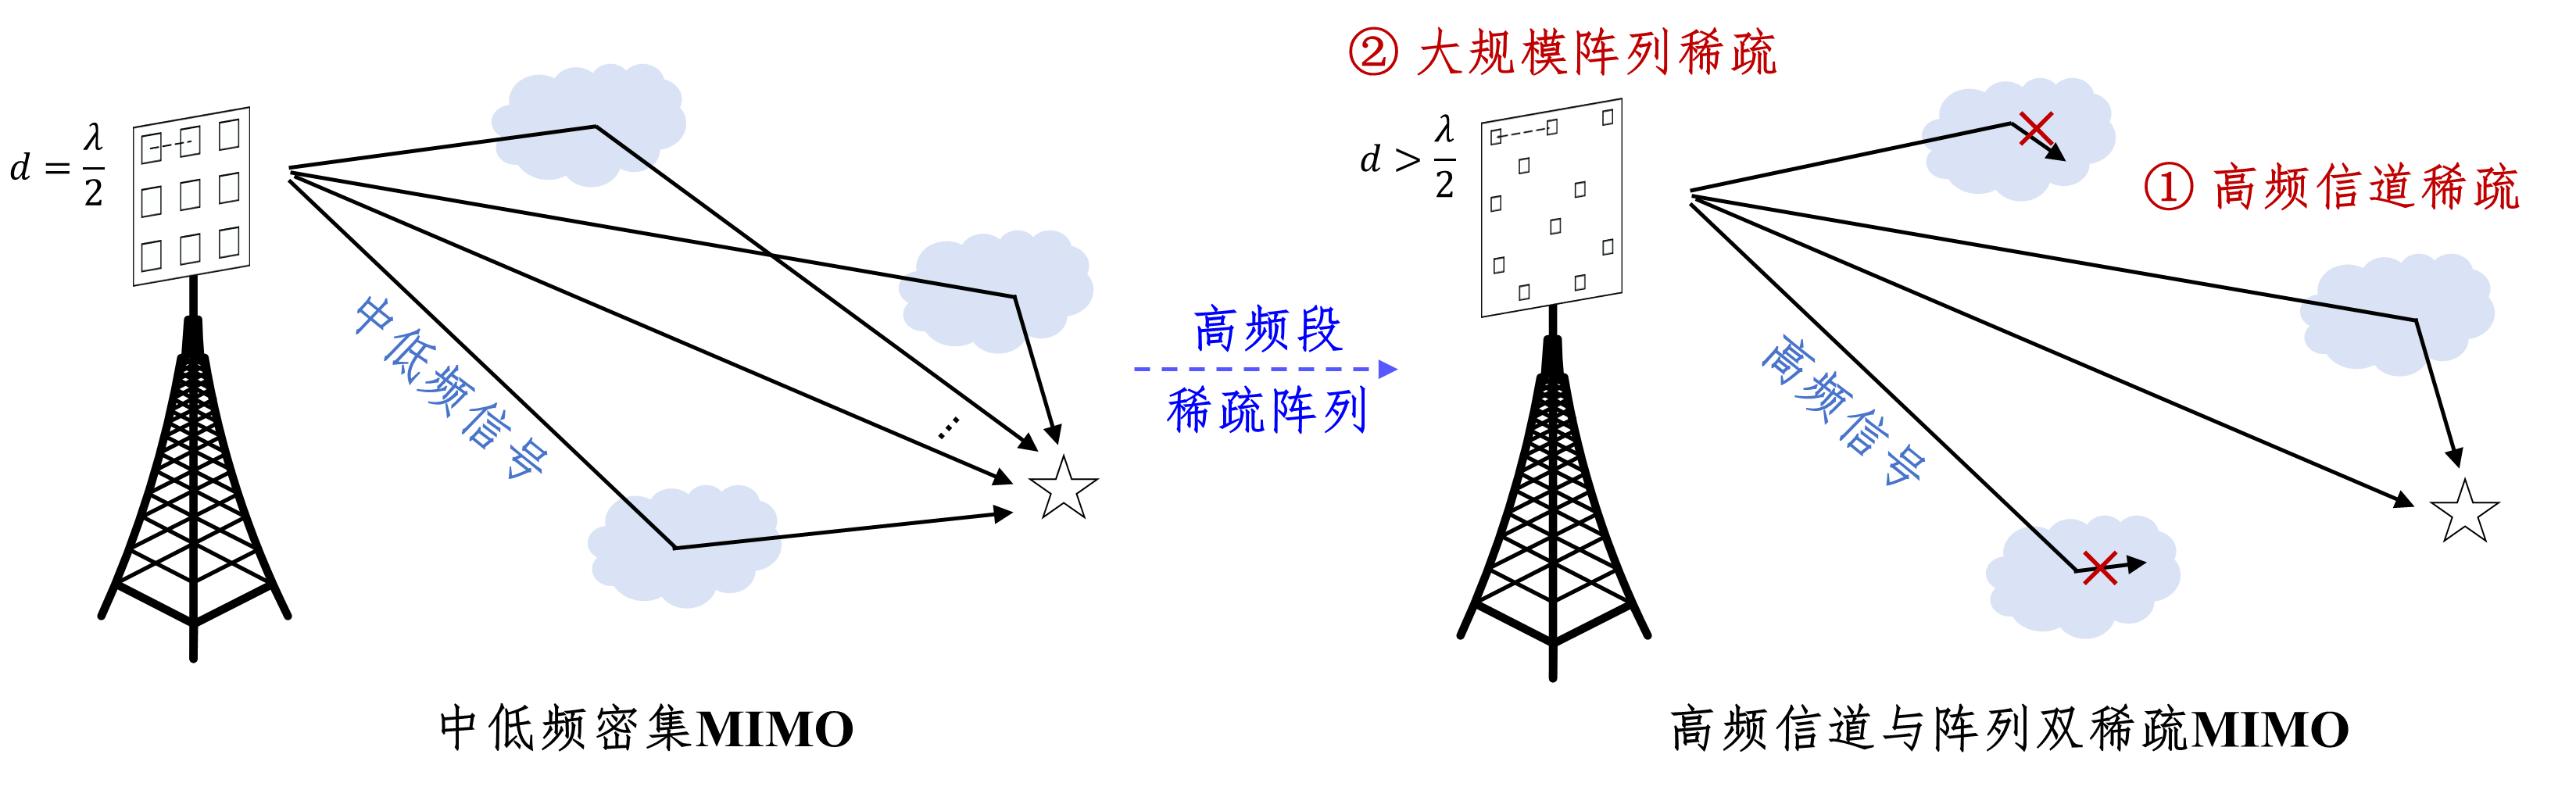 d = λ/2
中低频信号
⋯
中低频密集MIMO
高频段
稀疏阵列
② 大规模阵列稀疏
d > λ/2
① 高频信道稀疏
高频信号
高频信道与阵列双稀疏MIMO